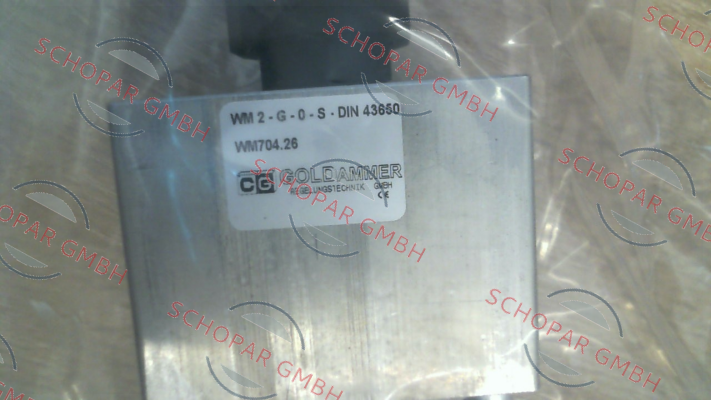 WM 2 - G - 0 - S - DIN 43650
WM704.26
CG GOLDAMMER
REGELUNGSTECHNIK GMBH
CE
SCHOPAR GMBH
SCHOPAR GMBH
SCHOPAR GMBH
SCHOPAR GMBH
SCHOPAR GMBH
SCHOPAR GMBH
SCHOPAR GMBH
SCHOPAR GMBH